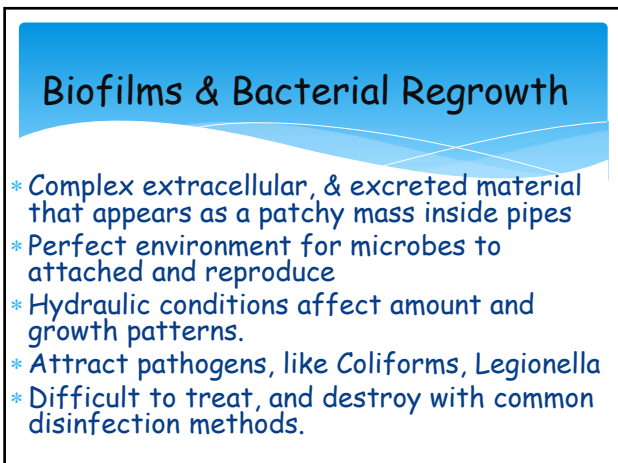 Biofilms & Bacterial Regrowth
* Complex extracellular, & excreted material
that appears as a patchy mass inside pipes
* Perfect environment for microbes to
attached and reproduce
* Hydraulic conditions affect amount and
growth patterns.
* Attract pathogens, like Coliforms, Legionella
* Difficult to treat, and destroy with common
disinfection methods.